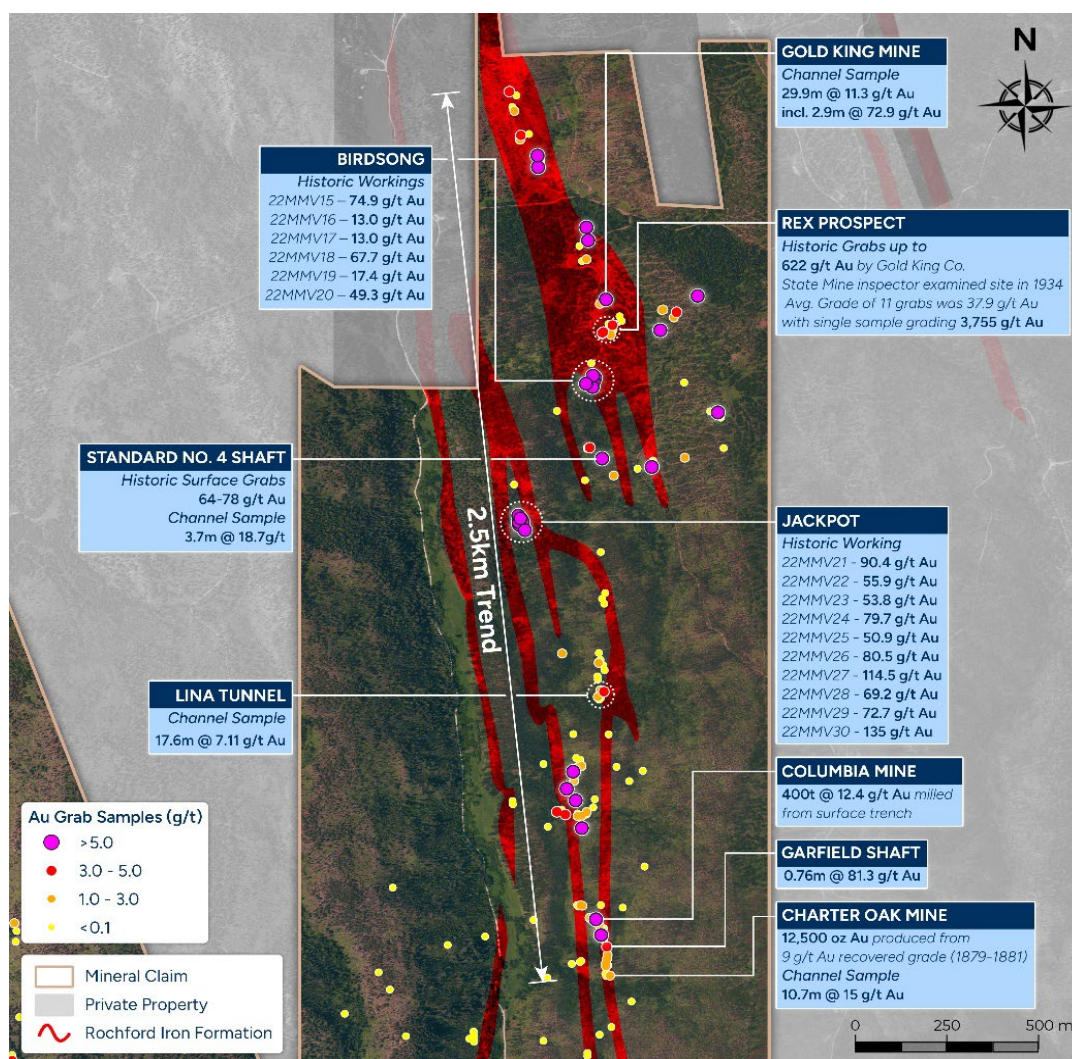 N
GOLD KING MINE
Channel Sample
29.9m @ 11.3 g/t Au
incl. 2.9m @ 72.9 g/t Au
BIRDSONG
Historic Workings
22MMV15 – 74.9 g/t Au
22MMV16 – 13.0 g/t Au
22MMV17 – 13.0 g/t Au
22MMV18 – 67.7 g/t Au
22MMV19 – 17.4 g/t Au
22MMV20 – 49.3 g/t Au
REX PROSPECT
Historic Grabs up to
622 g/t Au by Gold King Co.
State Mine inspector examined site in 1934
Avg. Grade of 11 grabs was 37.9 g/t Au
with single sample grading 3,755 g/t Au
STANDARD NO. 4 SHAFT
Historic Surface Grabs
64-78 g/t Au
Channel Sample
3.7m @ 18.7g/t
2.5km Trend
JACKPOT
Historic Working
22MMV21 - 90.4 g/t Au
22MMV22 - 55.9 g/t Au
22MMV23 - 53.8 g/t Au
22MMV24 - 79.7 g/t Au
22MMV25 - 50.9 g/t Au
22MMV26 - 80.5 g/t Au
22MMV27 - 114.5 g/t Au
22MMV28 - 69.2 g/t Au
22MMV29 - 72.7 g/t Au
22MMV30 - 135 g/t Au
LINA TUNNEL
Channel Sample
17.6m @ 7.11 g/t Au
COLUMBIA MINE
400t @ 12.4 g/t Au milled
from surface trench
GARFIELD SHAFT
0.76m @ 81.3 g/t Au
CHARTER OAK MINE
12,500 oz Au produced from
9 g/t Au recovered grade (1879-1881)
Channel Sample
10.7m @ 15 g/t Au
Au Grab Samples (g/t)
>5.0
3.0 - 5.0
1.0 - 3.0
<0.1
Mineral Claim
Private Property
Rochford Iron Formation
0 250 500 m